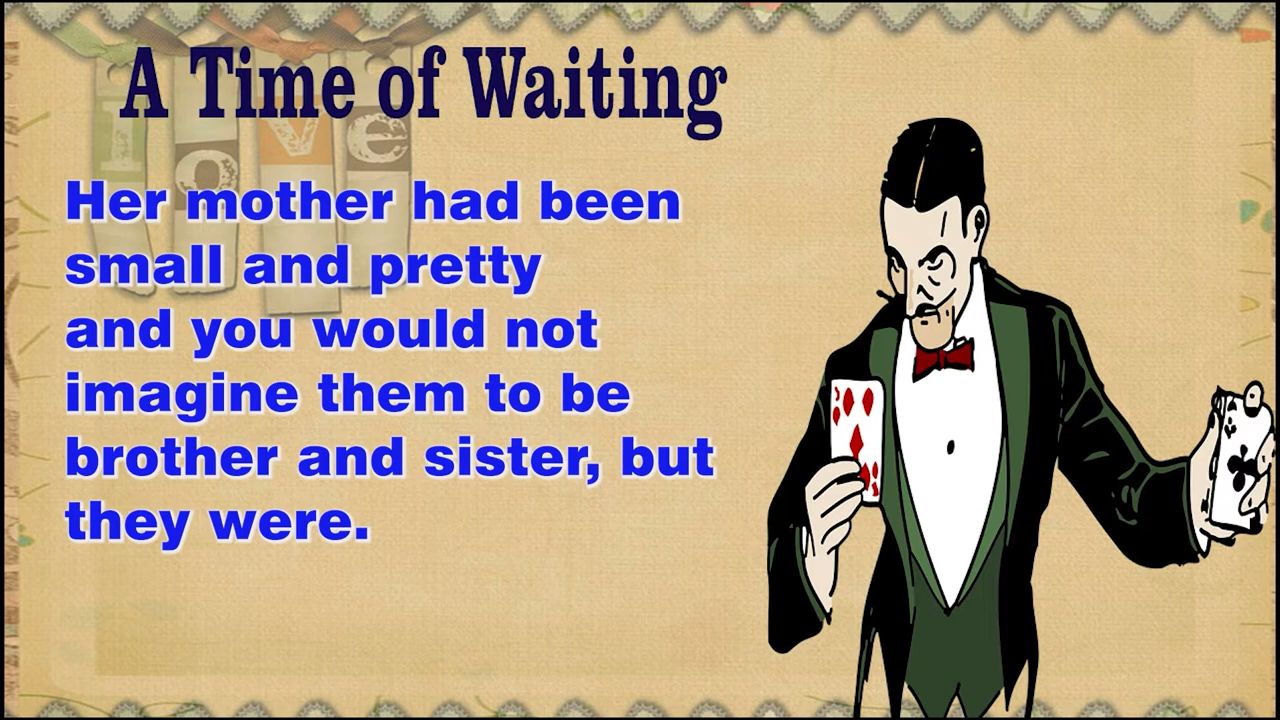 A Time of Waiting
love
Her mother had been
small and pretty
and you would not
imagine them to be
brother and sister, but
they were.